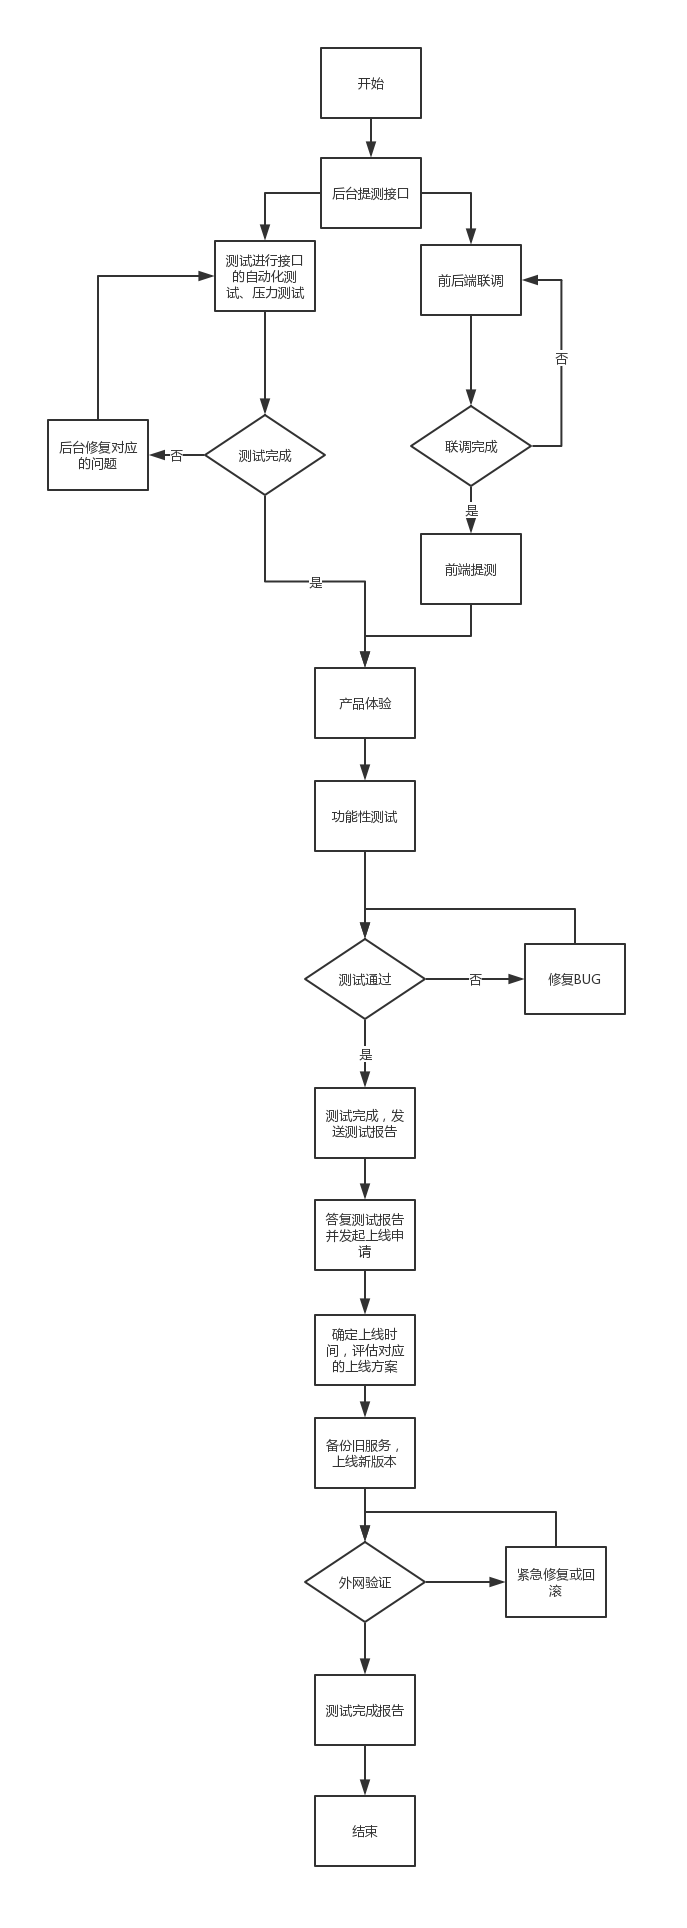 开始
后台提测接口
测试进行接口
的自动化测
试、压力测试
前后端联调
否
后台修复对应
的问题
否
测试完成
联调完成
是
前端提测
是
产品体验
功能性测试
测试通过
否
修复BUG
是
测试完成，发
送测试报告
答复测试报告
并发起上线申
请
确定上线时
间，评估对应
的上线方案
备份旧服务，
上线新版本
外网验证
紧急修复或回
滚
测试完成报告
结束